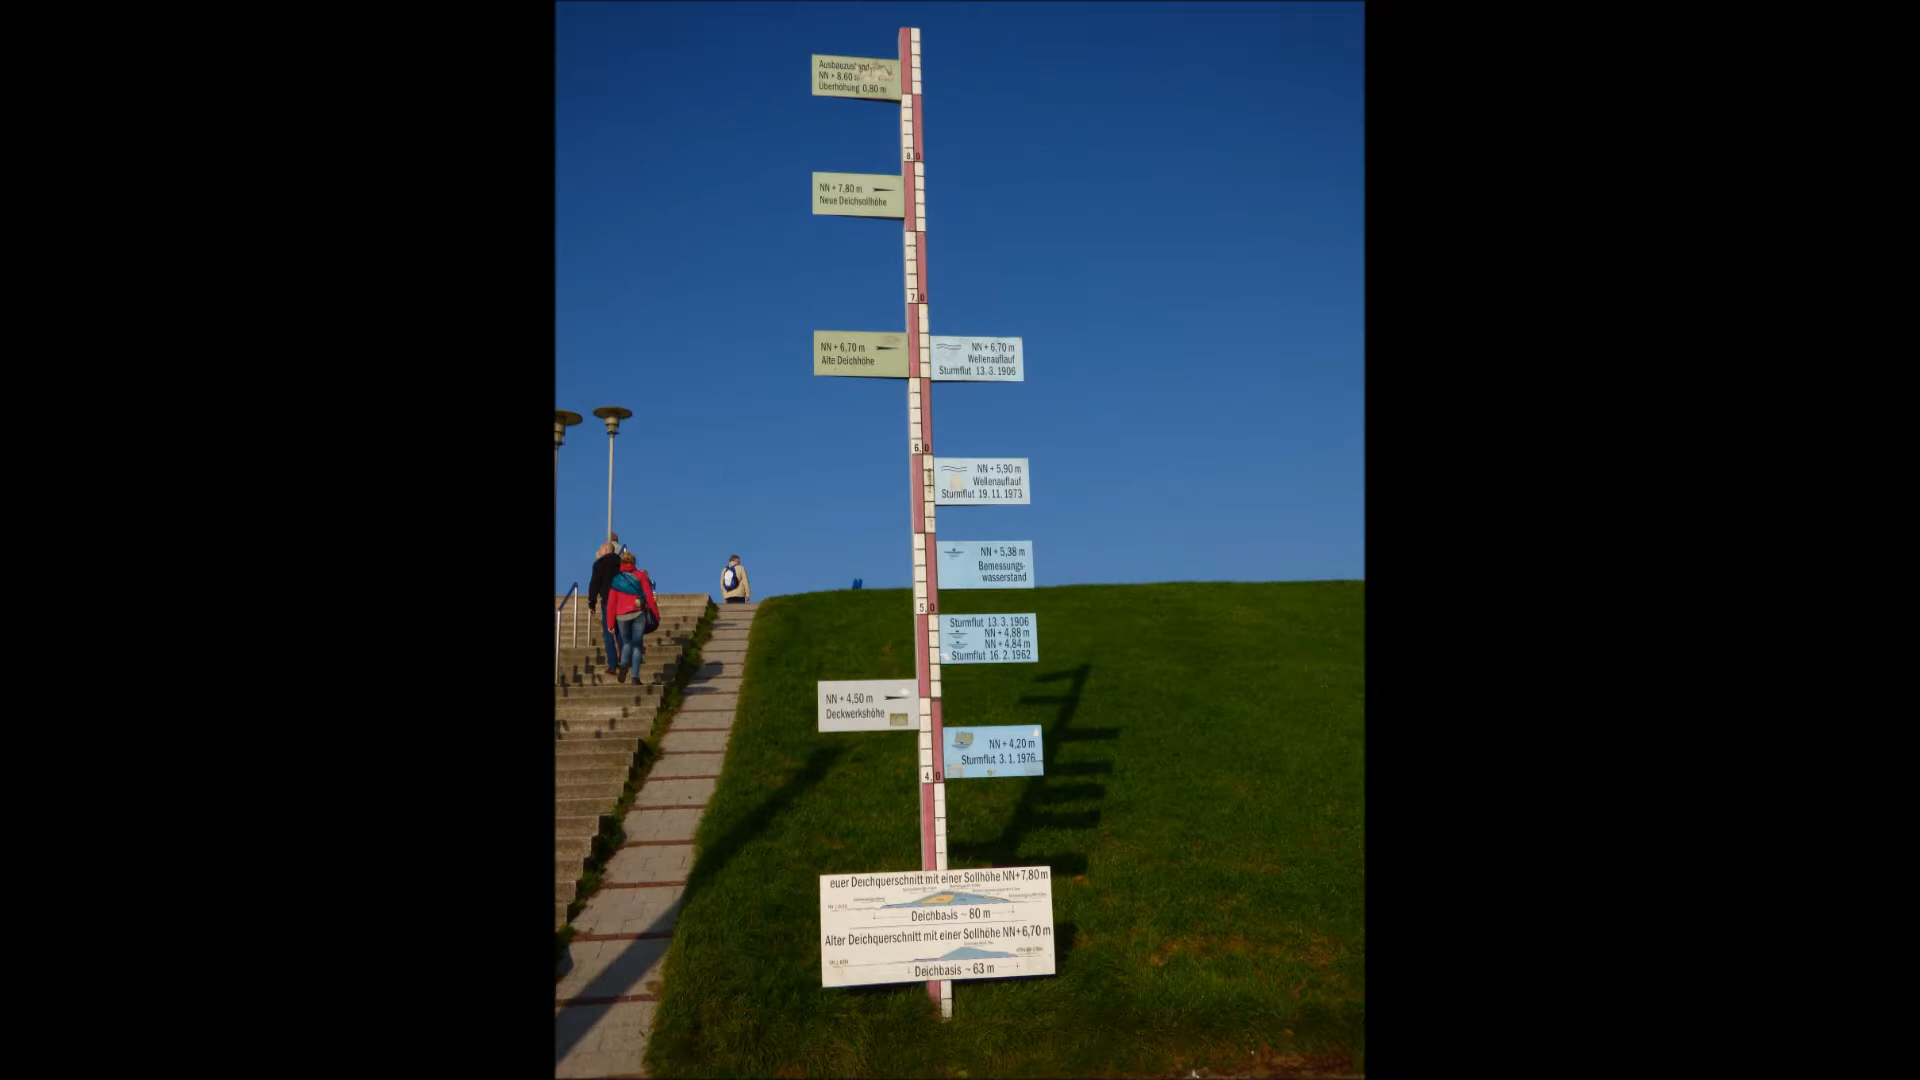 Ausbauzustand
NN + 8,60 m
Überhöhung 0,80 m
8,0
NN + 7,80 m
Neue Deichsollhöhe
7,0
NN + 6,70 m
Alte Deichhöhe
NN + 6,70 m
Wellenauflauf
Sturmflut 13. 3. 1906
6,0
NN + 5,90 m
Wellenauflauf
Sturmflut 19. 11. 1973
NN + 5,38 m
Bemessungs-
wasserstand
5,0
Sturmflut 13. 3. 1906
NN + 4,88 m
NN + 4,84 m
Sturmflut 16. 2. 1962
NN + 4,50 m
Deckwerkshöhe
NN + 4,20 m
Sturmflut 3. 1. 1976
4,0
euer Deichquerschnitt mit einer Sollhöhe NN+7,80 m
Deichbasis ~ 80 m
Alter Deichquerschnitt mit einer Sollhöhe NN+6,70 m
Deichbasis ~ 63 m